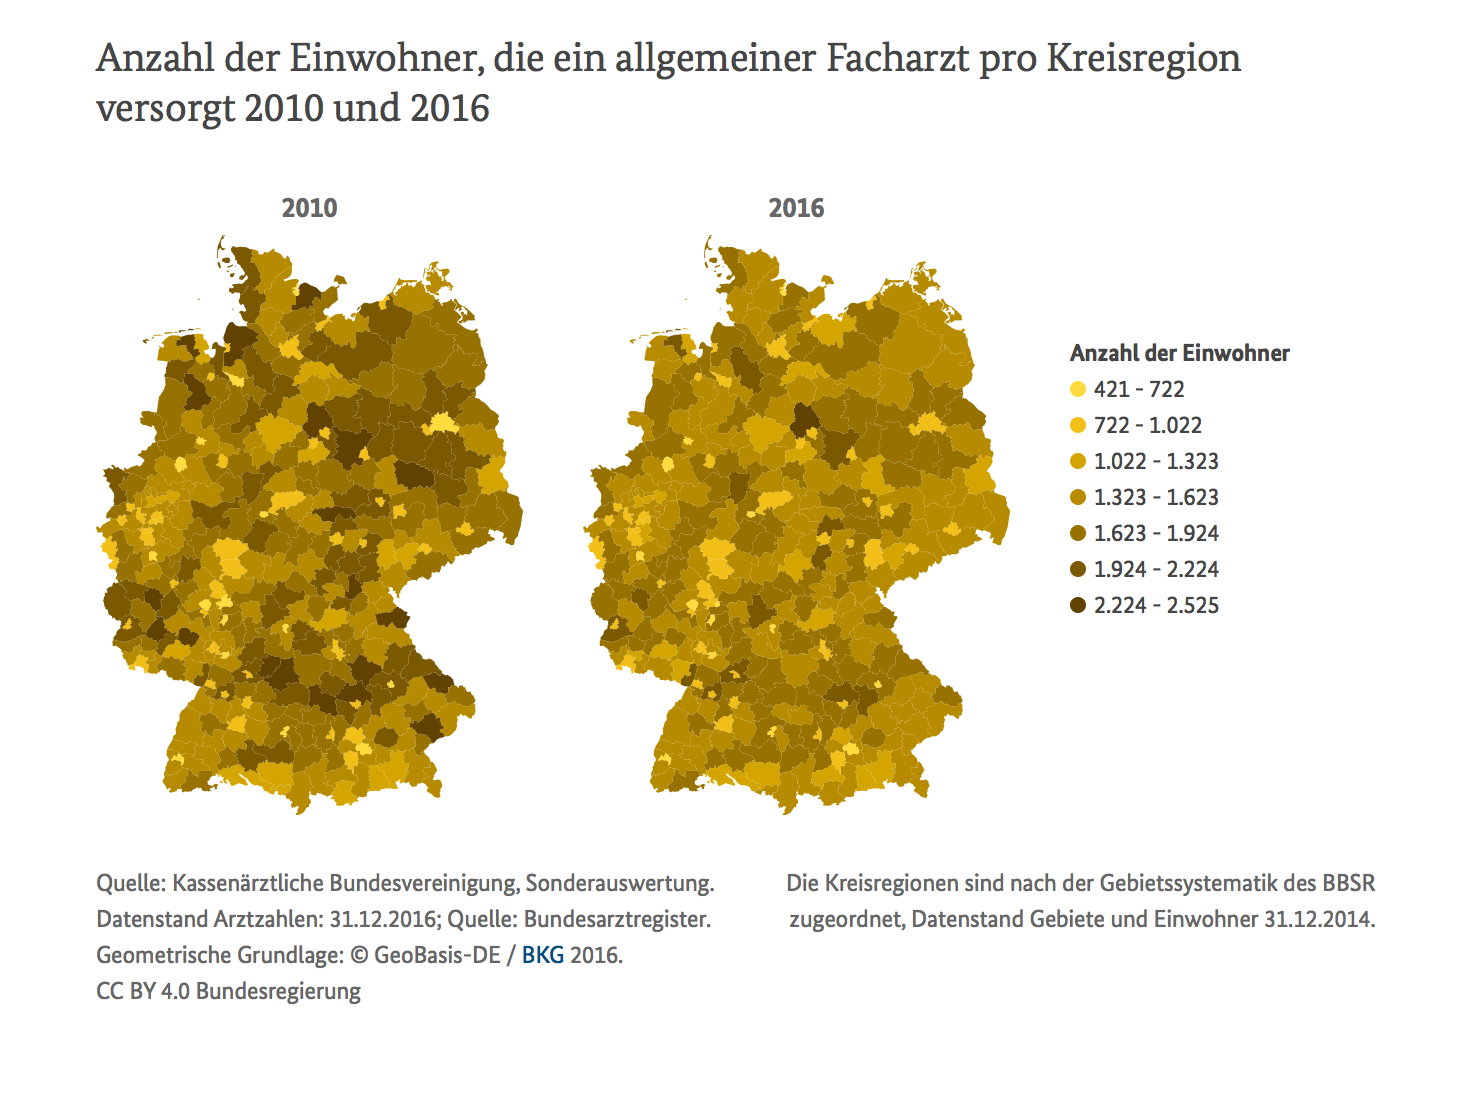 Anzahl der Einwohner, die ein allgemeiner Facharzt pro Kreisregion
versorgt 2010 und 2016
2010
2016
Anzahl der Einwohner
421 - 722
722 - 1.022
1.022 - 1.323
1.323 - 1.623
1.623 - 1.924
1.924 - 2.224
2.224 - 2.525
Quelle: Kassenärztliche Bundesvereinigung, Sonderauswertung.
Datenstand Arztzahlen: 31.12.2016; Quelle: Bundesarztregister.
Geometrische Grundlage: © GeoBasis-DE / BKG 2016.
CC BY 4.0 Bundesregierung
Die Kreisregionen sind nach der Gebietssystematik des BBSR
zugeordnet, Datenstand Gebiete und Einwohner 31.12.2014.